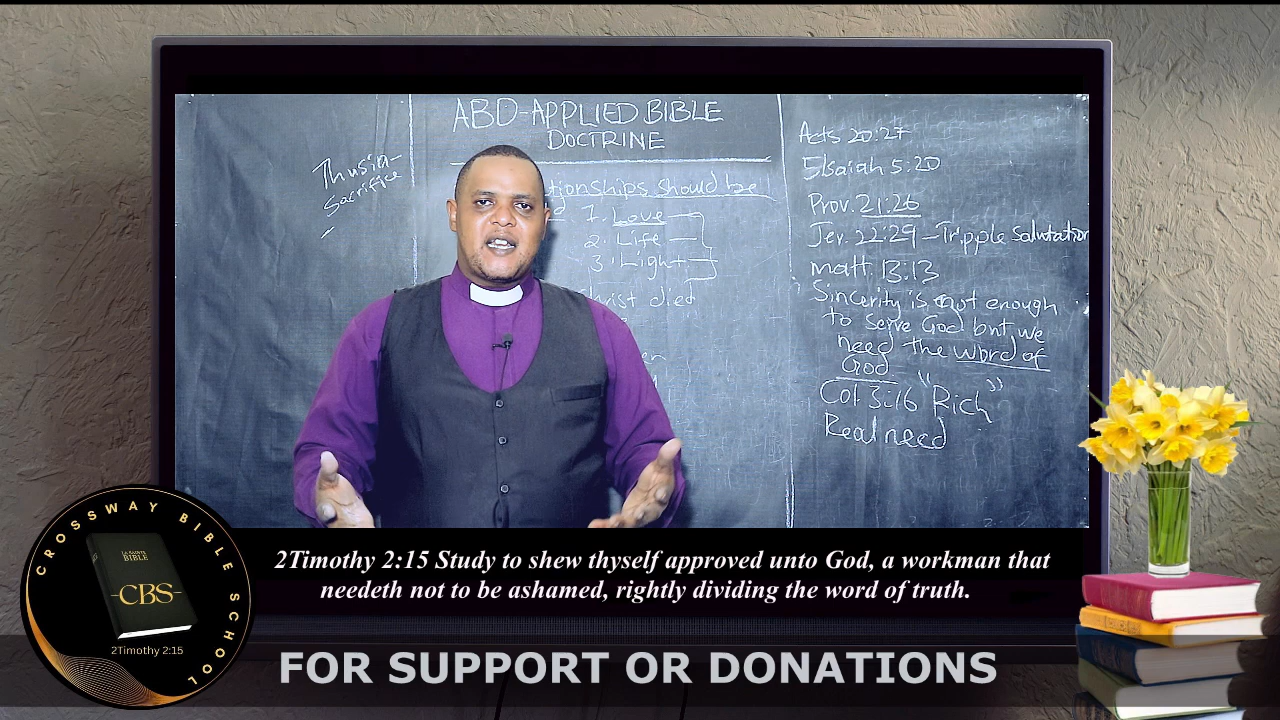 ABD-APPLIED BIBLE
DOCTRINE
Thusia-
Sacrifice
tionships should be
1. Love
2. Life
3. Light
hrist died
Acts 20:27
Isaiah 5:20
Prov. 21:26
Jer. 22:29 - Tripple Salutation
Matt. 13:13
Sincerity is not enough
to serve God but we
need the word of
God
Col 3:16 "Rich"
Real need
CROSSWAY BIBLE SCHOOL
LA SAINTE
BIBLE
CBS
2Timothy 2:15
2Timothy 2:15 Study to shew thyself approved unto God, a workman that
needeth not to be ashamed, rightly dividing the word of truth.
FOR SUPPORT OR DONATIONS